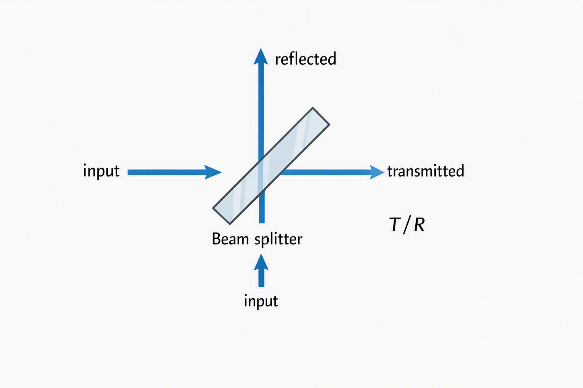 reflected
input
transmitted
T/R
Beam splitter
input